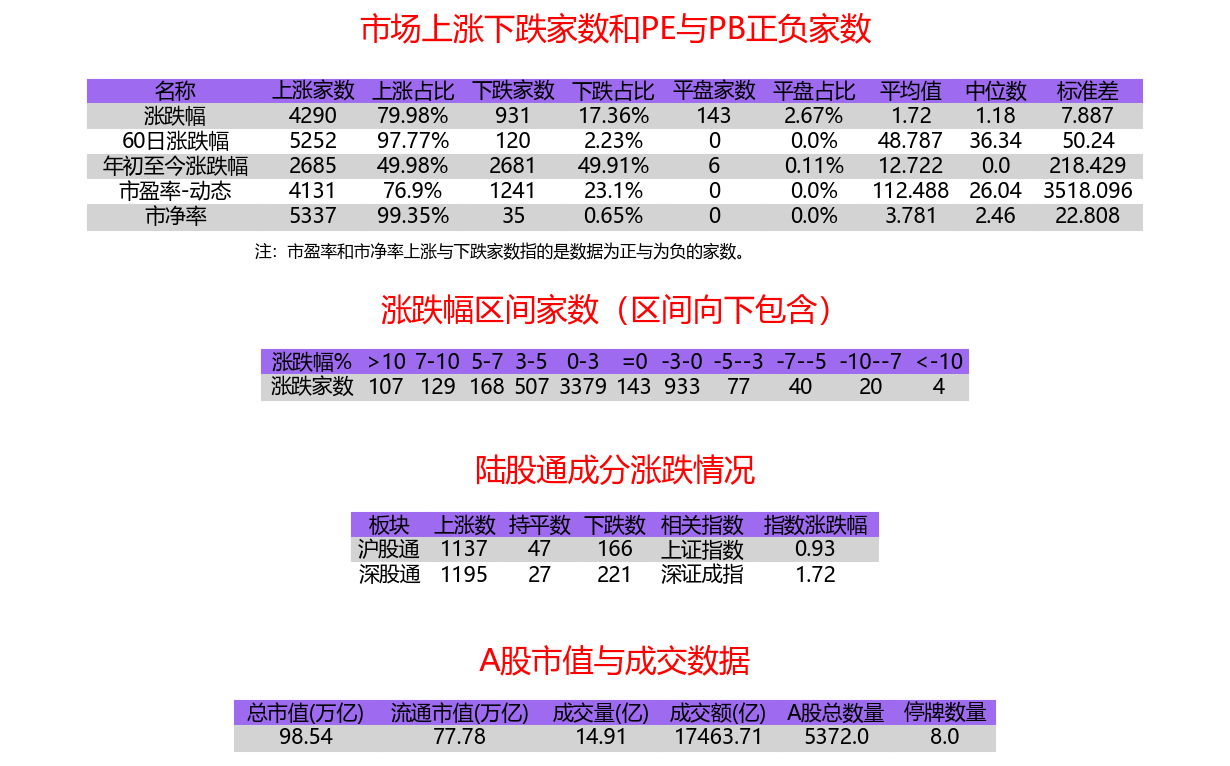 市场上涨下跌家数和PE与PB正负家数
名称 上涨家数 上涨占比 下跌家数 下跌占比 平盘家数 平盘占比 平均值 中位数 标准差
涨跌幅 4290 79.98% 931 17.36% 143 2.67% 1.72 1.18 7.887
60日涨跌幅 5252 97.77% 120 2.23% 0 0.0% 48.787 36.34 50.24
年初至今涨跌幅 2685 49.98% 2681 49.91% 6 0.11% 12.722 0.0 218.429
市盈率-动态 4131 76.9% 1241 23.1% 0 0.0% 112.488 26.04 3518.096
市净率 5337 99.35% 35 0.65% 0 0.0% 3.781 2.46 22.808
注：市盈率和市净率上涨与下跌家数指的是数据为正与为负的家数。
涨跌幅区间家数（区间向下包含）
涨跌幅% >10 7-10 5-7 3-5 0-3 =0 -3-0 -5--3 -7--5 -10--7 <-10
涨跌家数 107 129 168 507 3379 143 933 77 40 20 4
陆股通成分涨跌情况
板块 上涨数 持平数 下跌数 相关指数 指数涨跌幅
沪股通 1137 47 166 上证指数 0.93
深股通 1195 27 221 深证成指 1.72
A股市值与成交数据
总市值(万亿) 流通市值(万亿) 成交量(亿) 成交额(亿) A股总数量 停牌数量
98.54 77.78 14.91 17463.71 5372.0 8.0